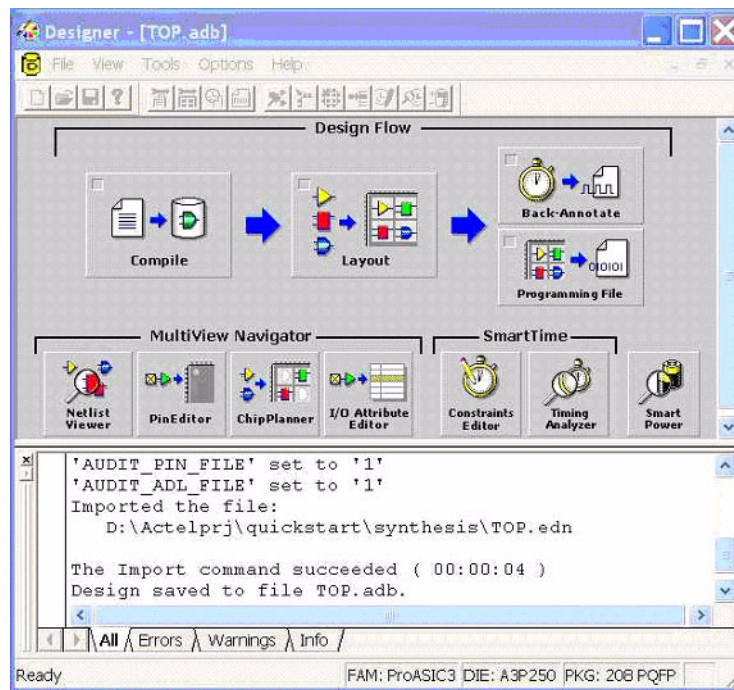 Designer - [TOP.adb]
File View Tools Options Help
Design Flow
Compile
Layout
Back-Annotate
010101
Programming File
MultiView Navigator
SmartTime
Netlist Viewer
PinEditor
ChipPlanner
I/O Attribute Editor
Constraints Editor
Timing Analyzer
Smart Power
'AUDIT_PIN_FILE' set to '1'
'AUDIT_ADL_FILE' set to '1'
Imported the file:
D:\Actelprj\quickstart\synthesis\TOP.edn
The Import command succeeded ( 00:00:04 )
Design saved to file TOP.adb.
All Errors Warnings Info
Ready FAM: ProASIC3 DIE: A3P250 PKG: 208 PQFP